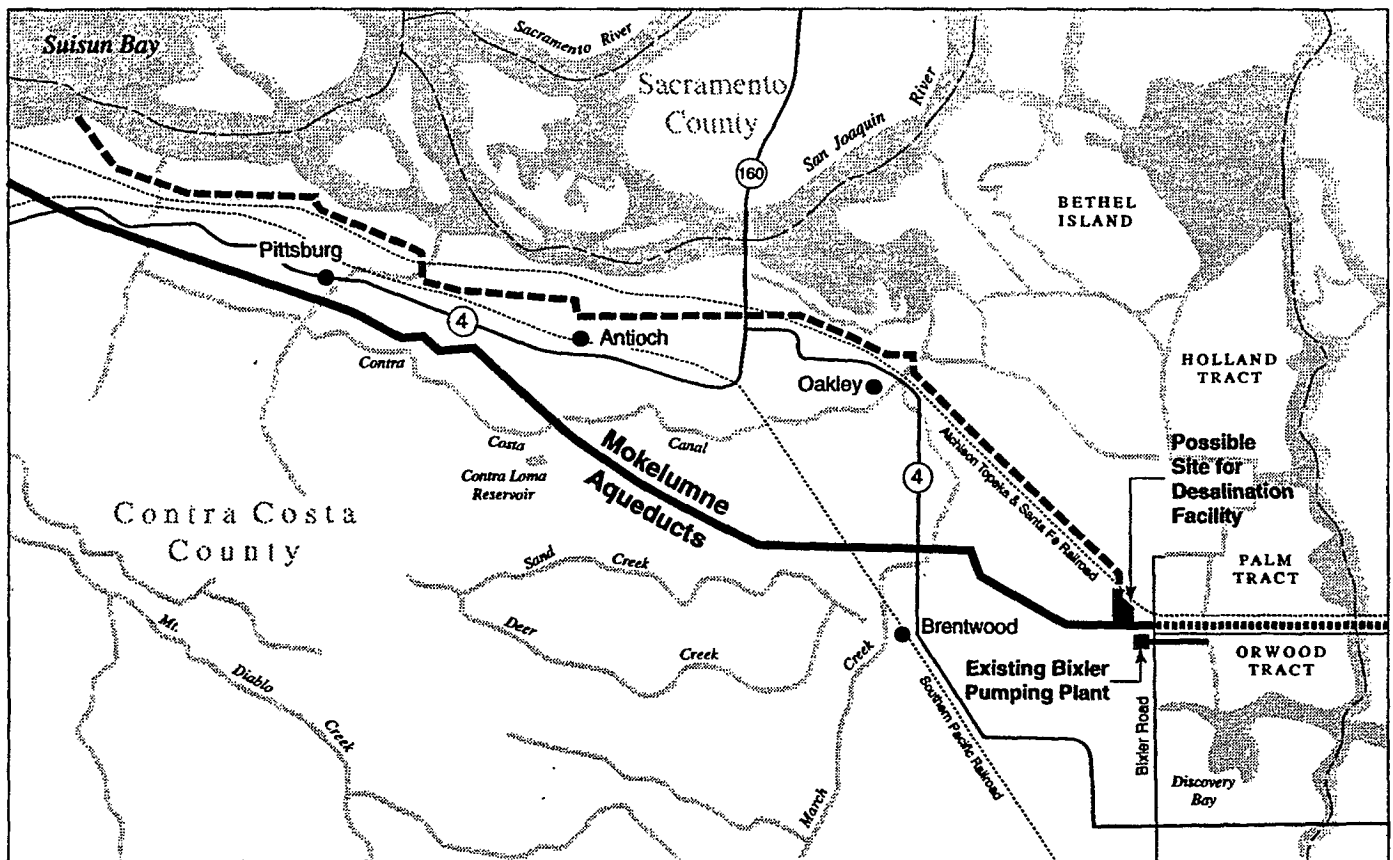 Suisun Bay
Sacramento River
Sacramento
County
San Joaquin River
160
BETHEL
ISLAND
Pittsburg
4
Antioch
HOLLAND
TRACT
Contra
Oakley
Costa
Canal
Mokelumne
Aqueducts
Contra Loma
Reservoir
4
Atchison Topeka & Santa Fe Railroad
Possible
Site for
Desalination
Facility
Contra Costa
County
Sand
Creek
PALM
TRACT
Mt.
Diablo
Creek
Deer
Creek
Creek
March
Brentwood
ORWOOD
TRACT
Existing Bixler
Pumping Plant
Southern Pacific Railroad
Bixler Road
Discovery
Bay